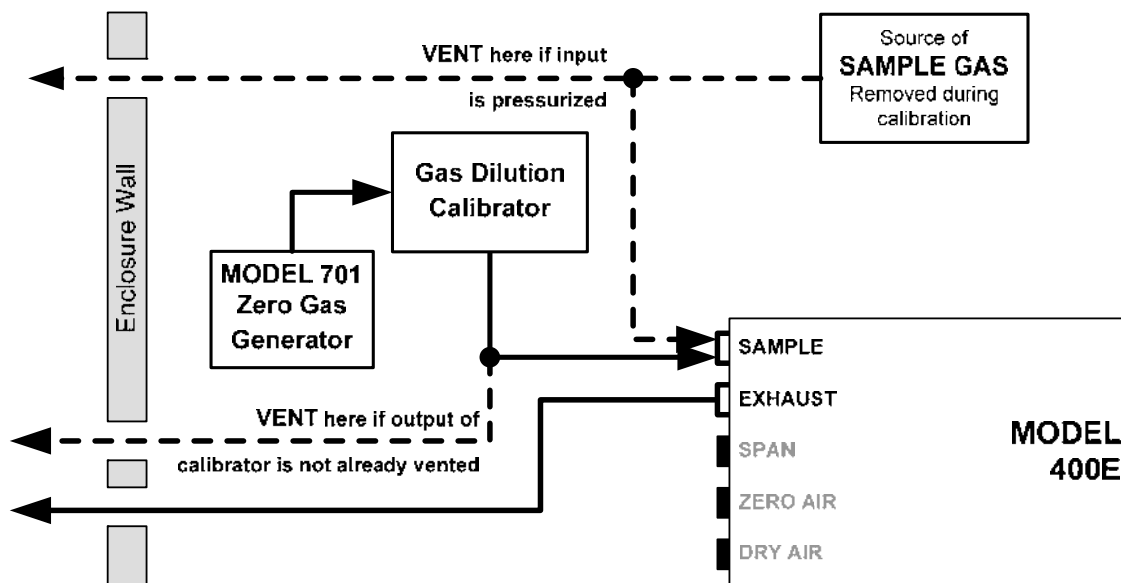 VENT here if input
is pressurized
Source of
SAMPLE GAS
Removed during
calibration
Enclosure Wall
Gas Dilution
Calibrator
MODEL 701
Zero Gas
Generator
VENT here if output of
calibrator is not already vented
SAMPLE
EXHAUST
SPAN
ZERO AIR
DRY AIR
MODEL
400E